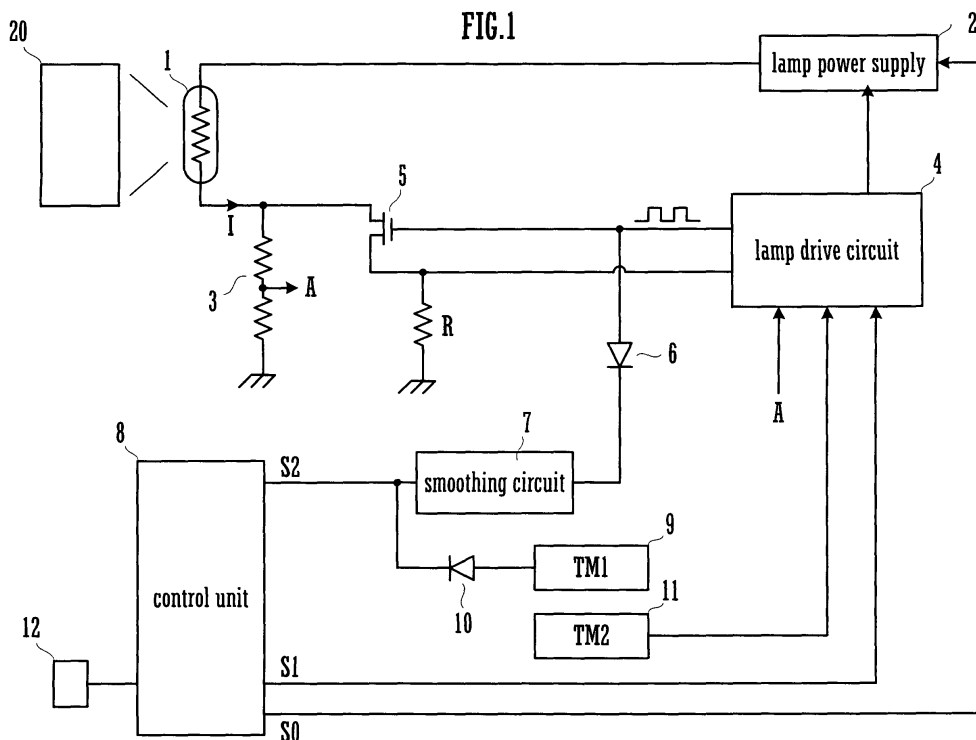 FIG.1
20
1
2
lamp power supply
5
4
I
lamp drive circuit
3
A
R
6
A
8
7
S2
smoothing circuit
9
TM1
control unit
10
11
TM2
12
S1
S0